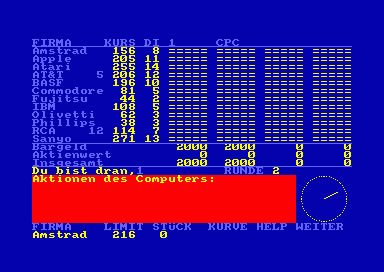 FIRMA KURS DI 1 CPC
Amstrad 156 8 ===== ===== ===== =====
Apple 205 11 ===== ===== ===== =====
Atari 255 14 ===== ===== ===== =====
AT&T 5 206 12 ===== ===== ===== =====
BASF 196 10 ===== ===== ===== =====
Commodore 81 5 ===== ===== ===== =====
Fujitsu 44 2 ===== ===== ===== =====
IBM 108 5 ===== ===== ===== =====
Olivetti 62 3 ===== ===== ===== =====
Phillips 38 3 ===== ===== ===== =====
RCA 12 114 7 ===== ===== ===== =====
Sanyo 271 13 ===== ===== ===== =====
Bargeld 2000 2000 0 0
Aktienwert 0 0 0 0
Insgesamt 2000 2000 0 0
Du bist dran,1 RUNDE 2
Aktionen des Computers:
FIRMA LIMIT STüCK KURVE HELP WEITER
Amstrad 216 0